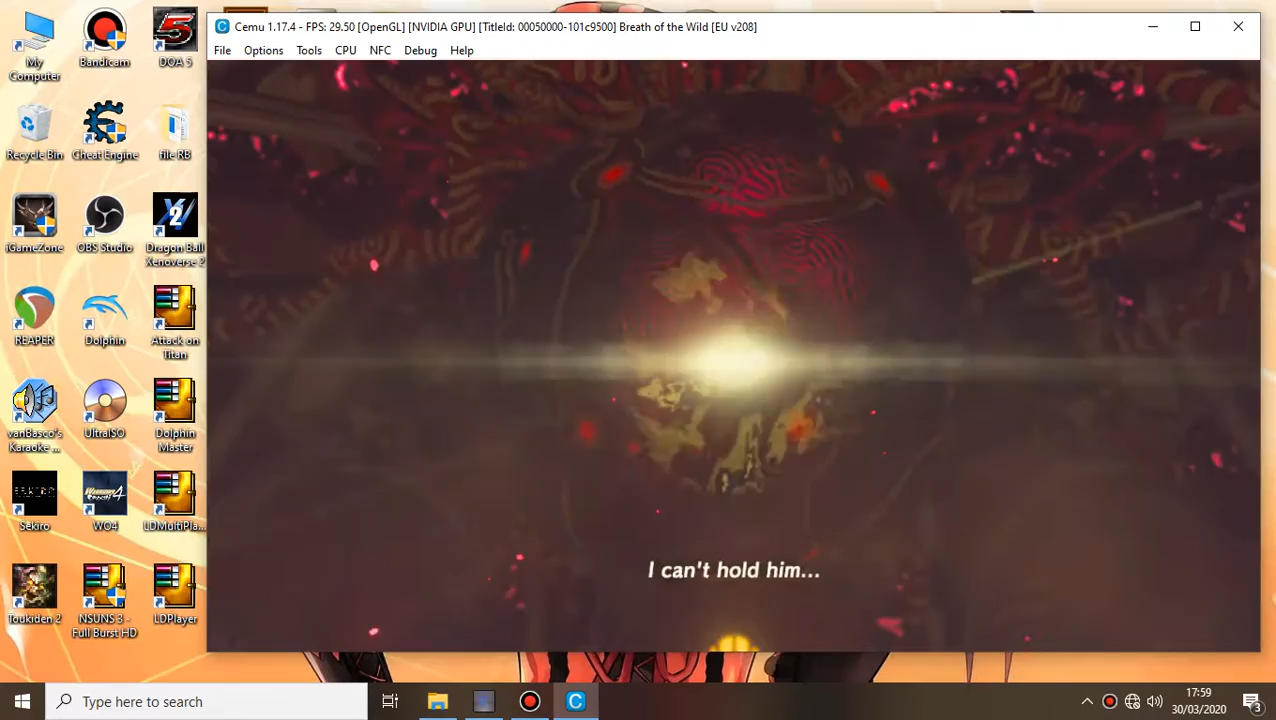 Cemu 1.17.4 - FPS: 29.50 [OpenGL] [NVIDIA GPU] [TitleId: 00050000-101c9500] Breath of the Wild [EU v208]
File Options Tools CPU NFC Debug Help
My Computer
Bandicam
DOA 5
Recycle Bin
Cheat Engine
file RB
iGameZone
OBS Studio
Dragon Ball Xenoverse 2
REAPER
Dolphin
Attack on Titan
vanBasco's Karaoke ...
UltraISO
Dolphin Master
Sekiro
WO4
LDMultiPla...
Toukiden 2
NSUNS 3 - Full Burst HD
LDPlayer
I can't hold him...
Type here to search
17:59
30/03/2020
3